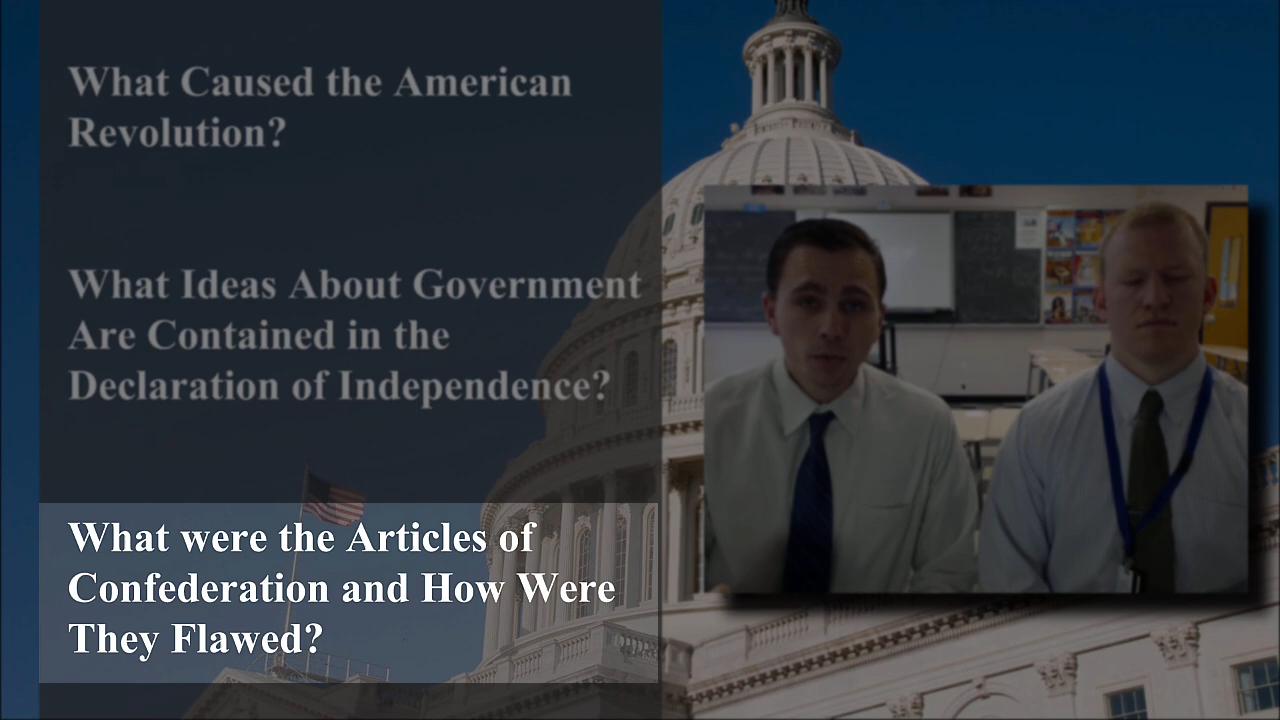 What Caused the American
Revolution?
What Ideas About Government
Are Contained in the
Declaration of Independence?
What were the Articles of
Confederation and How Were
They Flawed?